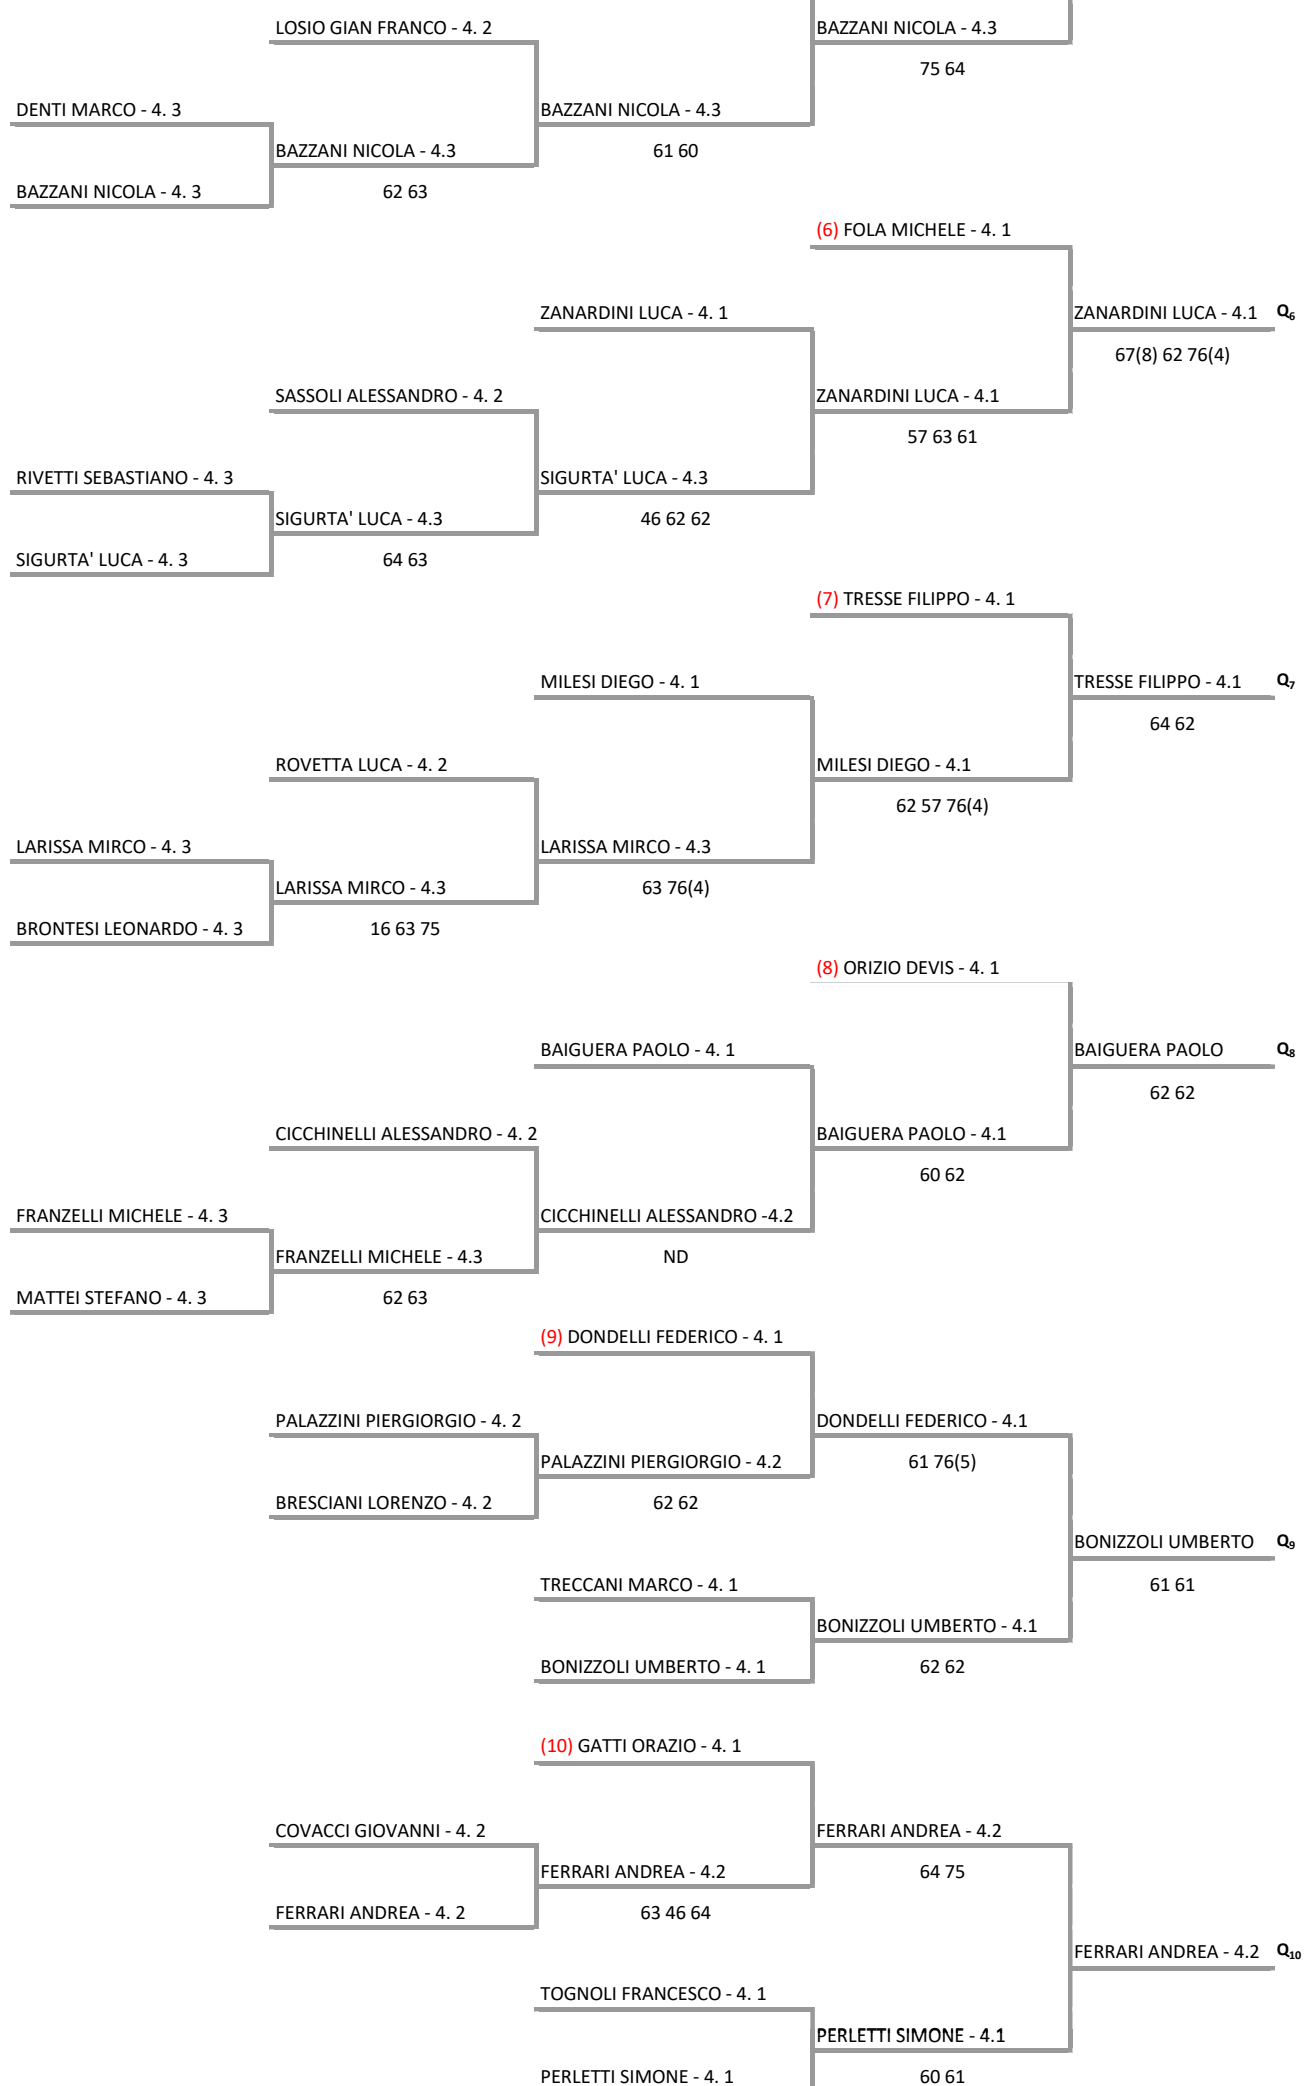 LOSIO GIAN FRANCO - 4. 2
BAZZANI NICOLA - 4.3
75 64
DENTI MARCO - 4. 3
BAZZANI NICOLA - 4.3
BAZZANI NICOLA - 4.3
61 60
BAZZANI NICOLA - 4. 3
62 63
(6) FOLA MICHELE - 4. 1
ZANARDINI LUCA - 4. 1
ZANARDINI LUCA - 4.1 Q6
67(8) 62 76(4)
SASSOLI ALESSANDRO - 4. 2
ZANARDINI LUCA - 4.1
57 63 61
RIVETTI SEBASTIANO - 4. 3
SIGURTA' LUCA - 4.3
SIGURTA' LUCA - 4.3
46 62 62
SIGURTA' LUCA - 4. 3
64 63
(7) TRESSE FILIPPO - 4. 1
MILESI DIEGO - 4. 1
TRESSE FILIPPO - 4.1 Q7
64 62
ROVETTA LUCA - 4. 2
MILESI DIEGO - 4.1
62 57 76(4)
LARISSA MIRCO - 4. 3
LARISSA MIRCO - 4.3
LARISSA MIRCO - 4.3
63 76(4)
BRONTESI LEONARDO - 4. 3
16 63 75
(8) ORIZIO DEVIS - 4. 1
BAIGUERA PAOLO - 4. 1
BAIGUERA PAOLO Q8
62 62
CICCHINELLI ALESSANDRO - 4. 2
BAIGUERA PAOLO - 4.1
60 62
FRANZELLI MICHELE - 4. 3
CICCHINELLI ALESSANDRO -4.2
FRANZELLI MICHELE - 4.3
ND
MATTEI STEFANO - 4. 3
62 63
(9) DONDELLI FEDERICO - 4. 1
PALAZZINI PIERGIORGIO - 4. 2
DONDELLI FEDERICO - 4.1
PALAZZINI PIERGIORGIO - 4.2
61 76(5)
BRESCIANI LORENZO - 4. 2
62 62
BONIZZOLI UMBERTO Q9
TRECCANI MARCO - 4. 1
61 61
BONIZZOLI UMBERTO - 4.1
BONIZZOLI UMBERTO - 4. 1
62 62
(10) GATTI ORAZIO - 4. 1
COVACCI GIOVANNI - 4. 2
FERRARI ANDREA - 4.2
FERRARI ANDREA - 4.2
64 75
FERRARI ANDREA - 4. 2
63 46 64
FERRARI ANDREA - 4.2 Q10
TOGNOLI FRANCESCO - 4. 1
PERLETTI SIMONE - 4.1
PERLETTI SIMONE - 4. 1
60 61